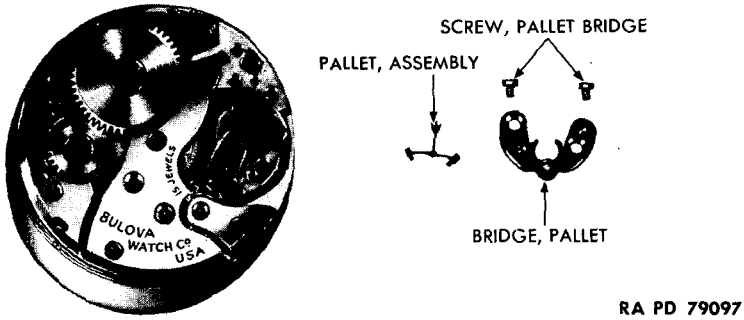 SCREW, PALLET BRIDGE
PALLET, ASSEMBLY
15 JEWELS
BULOVA
WATCH Co
USA
BRIDGE, PALLET
RA PD 79097